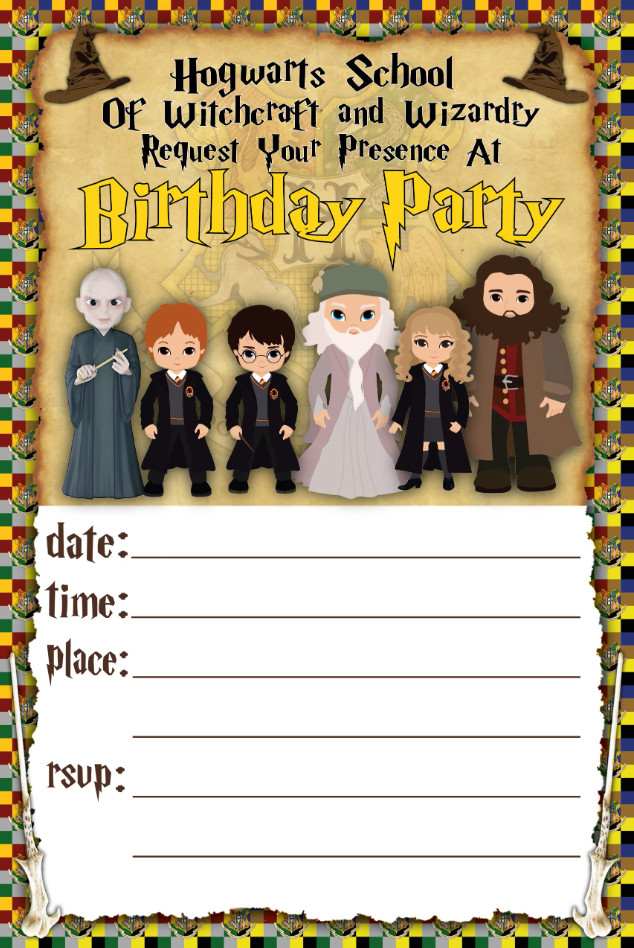 Hogwarts School
Of Witchcraft and Wizardry
Request Your Presence At
Birthday Party
date:
time:
place:
rsvp: